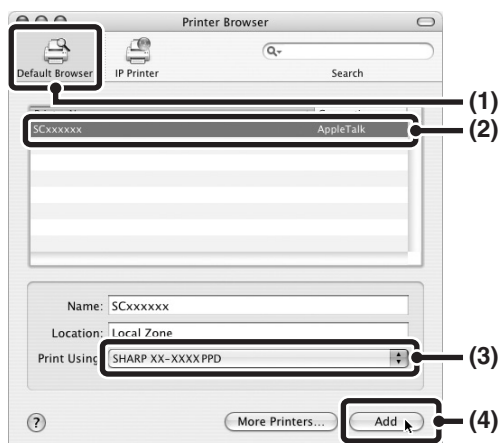 Printer Browser
Default Browser
IP Printer
Search
(1)
(2)
SCxxxxxx AppleTalk
Name: SCxxxxxx
Location: Local Zone
Print Using: SHARP XX-XXXX PPD
(3)
? More Printers... Add
(4)